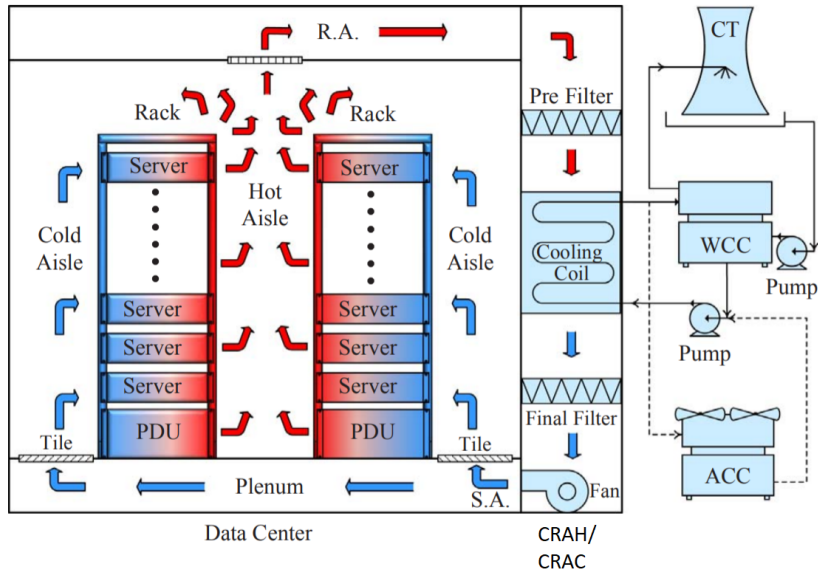 R.A.
CT
Rack
Rack
Pre Filter
Server
Server
Hot
Aisle
Cold
Aisle
Cold
Aisle
Cooling
Coil
WCC
Pump
Server
Server
Server
Server
Pump
Server
Server
PDU
PDU
Final Filter
Tile
Tile
ACC
Plenum
S.A.
Fan
Data Center
CRAH/
CRAC